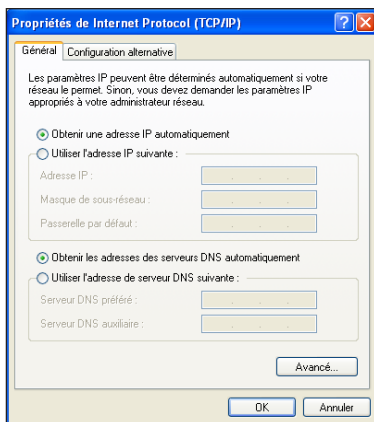 Propriétés de Internet Protocol (TCP/IP)
Général Configuration alternative
Les paramètres IP peuvent être déterminés automatiquement si votre
réseau le permet. Sinon, vous devez demander les paramètres IP
appropriés à votre administrateur réseau.
Obtenir une adresse IP automatiquement
Utiliser l'adresse IP suivante :
Adresse IP :
Masque de sous-réseau :
Passerelle par défaut :
Obtenir les adresses des serveurs DNS automatiquement
Utiliser l'adresse de serveur DNS suivante :
Serveur DNS préféré :
Serveur DNS auxiliaire :
Avancé...
OK Annuler